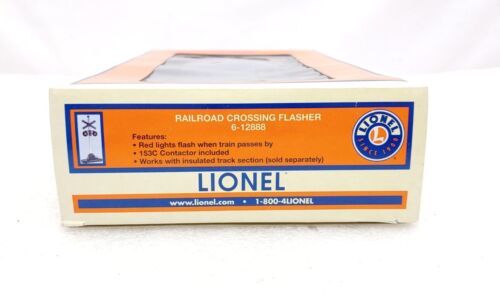 RAILROAD CROSSING FLASHER
6-12888
Features:
• Red lights flash when train passes by
• 153C Contactor included
• Works with insulated track section (sold separately)
LIONEL
L
SINCE 1900
LIONEL
www.lionel.com • 1-800-4LIONEL